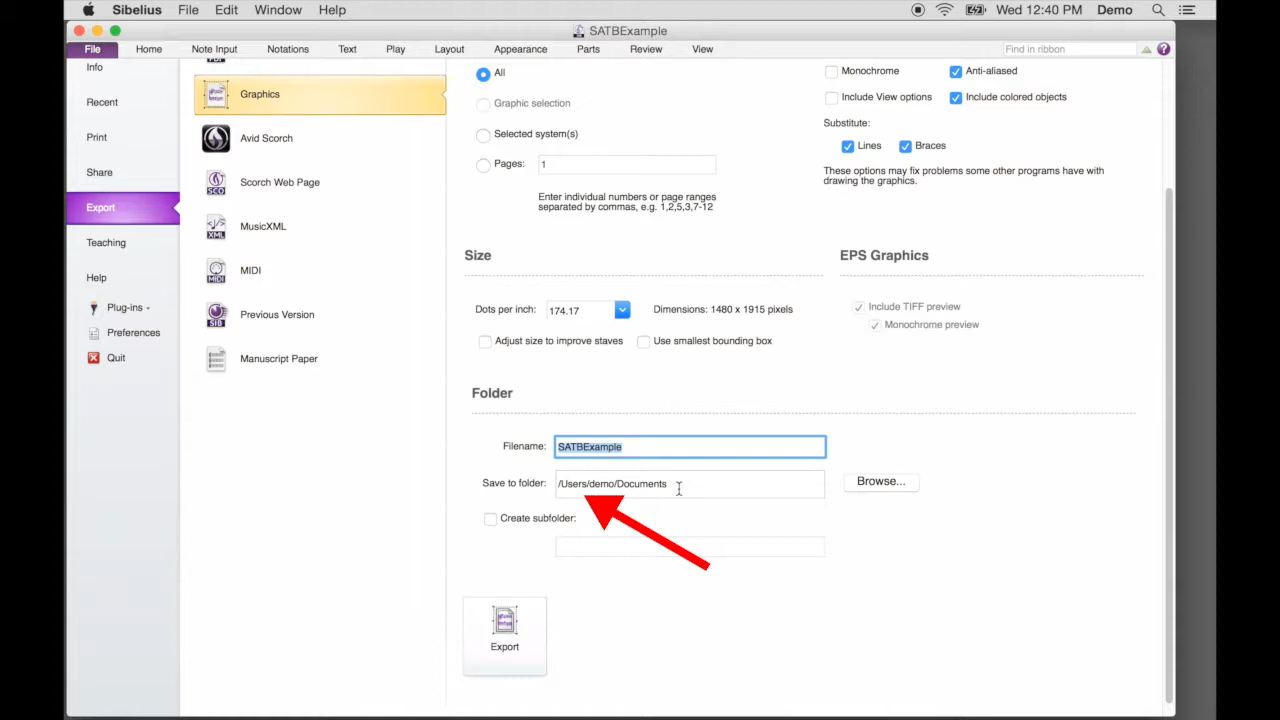 Sibelius File Edit Window Help Wed 12:40 PM Demo
SATBExample
File Home Note Input Notations Text Play Layout Appearance Parts Review View Find in ribbon ?
Info
Recent
Print
Share
Export
Teaching
Help
Plug-ins
Preferences
Quit
PDF
Graphics
Avid Scorch
SCO
Scorch Web Page
XML
MusicXML
MIDI
MIDI
SIB
Previous Version
Manuscript Paper
All
Graphic selection
Selected system(s)
Pages: 1
Enter individual numbers or page ranges
separated by commas, e.g. 1,2,5,3,7-12
Monochrome Anti-aliased
Include View options Include colored objects
Substitute:
Lines Braces
These options may fix problems some other programs have with
drawing the graphics.
Size
Dots per inch: 174.17 Dimensions: 1480 x 1915 pixels
Adjust size to improve staves Use smallest bounding box
EPS Graphics
Include TIFF preview
Monochrome preview
Folder
Filename: SATBExample
Save to folder: /Users/demo/Documents Browse...
Create subfolder:
Export